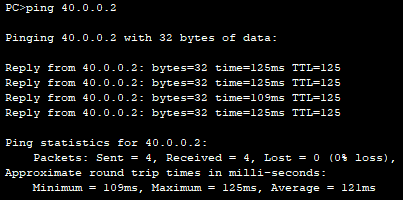 PC>ping 40.0.0.2
Pinging 40.0.0.2 with 32 bytes of data:
Reply from 40.0.0.2: bytes=32 time=125ms TTL=125
Reply from 40.0.0.2: bytes=32 time=125ms TTL=125
Reply from 40.0.0.2: bytes=32 time=109ms TTL=125
Reply from 40.0.0.2: bytes=32 time=125ms TTL=125
Ping statistics for 40.0.0.2:
Packets: Sent = 4, Received = 4, Lost = 0 (0% loss),
Approximate round trip times in milli-seconds:
Minimum = 109ms, Maximum = 125ms, Average = 121ms